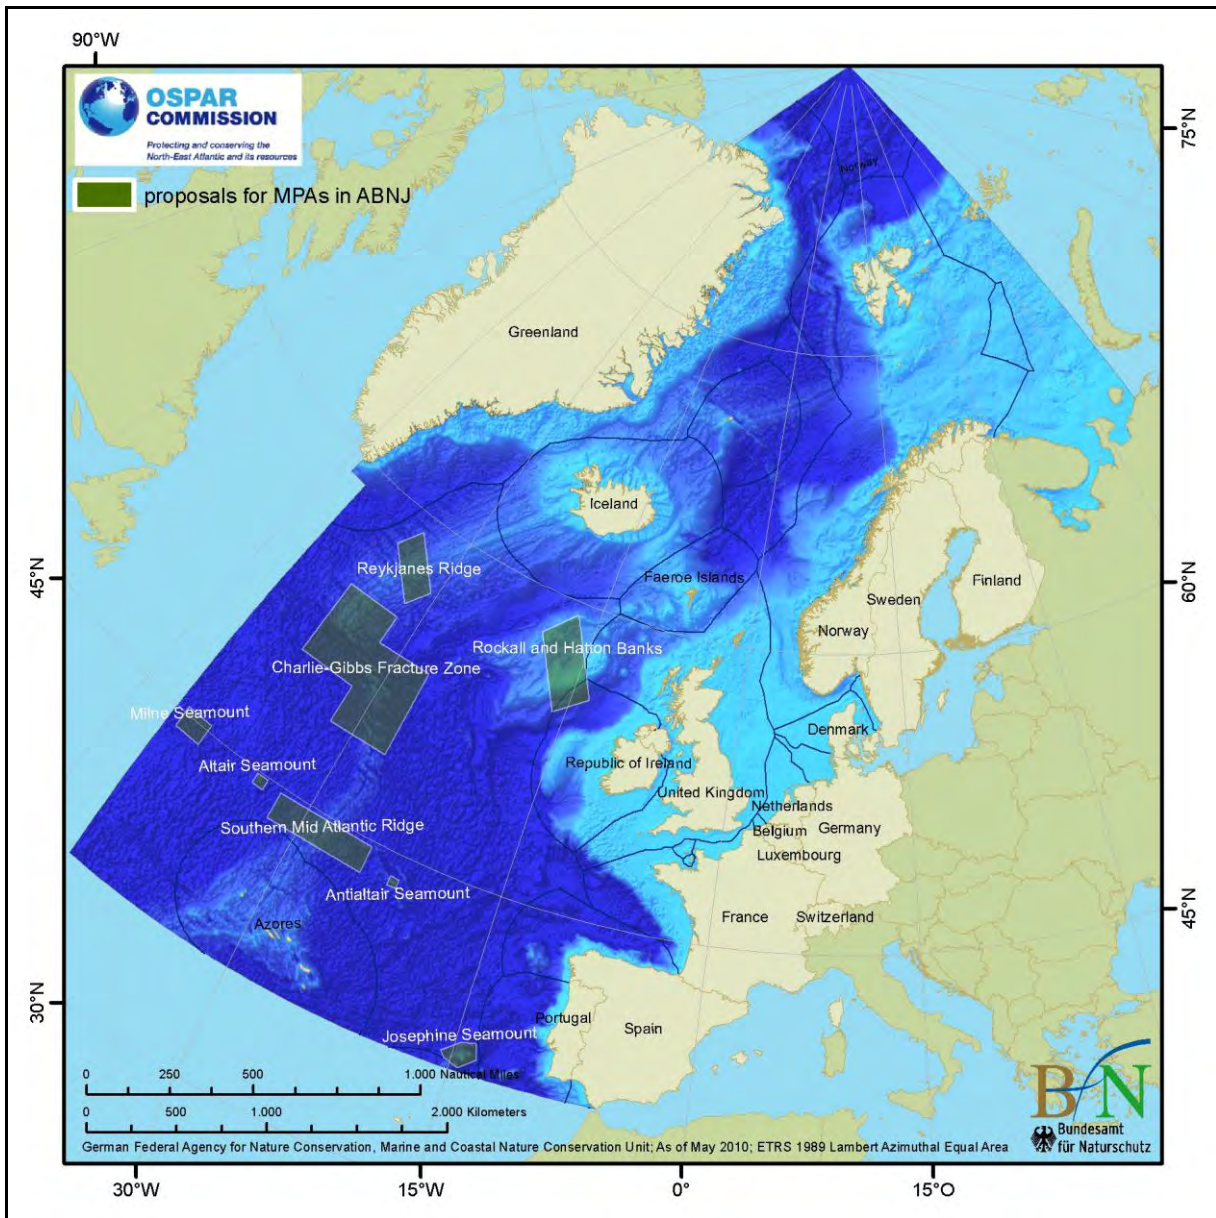 90°W
OSPAR
COMMISSION
Protecting and conserving the
North-East Atlantic and its resources
proposals for MPAs in ABNJ
75°N
Norway
Greenland
Iceland
Reykjanes Ridge
Faeroe Islands
Finland
Sweden
Norway
45°N
60°N
Rockall and Hatton Banks
Charlie-Gibbs Fracture Zone
Milne Seamount
Denmark
Altair Seamount
Republic of Ireland
United Kingdom
Netherlands
Southern Mid Atlantic Ridge
Belgium
Germany
Luxembourg
Antialtair Seamount
Azores
France
Switzerland
45°N
30°N
Portugal
Spain
Josephine Seamount
0 250 500 1.000 Nautical Miles
0 500 1.000 2.000 Kilometers
BfN
Bundesamt
für Naturschutz
German Federal Agency for Nature Conservation, Marine and Coastal Nature Conservation Unit; As of May 2010; ETRS 1989 Lambert Azimuthal Equal Area
30°W
15°W
0°
15°O